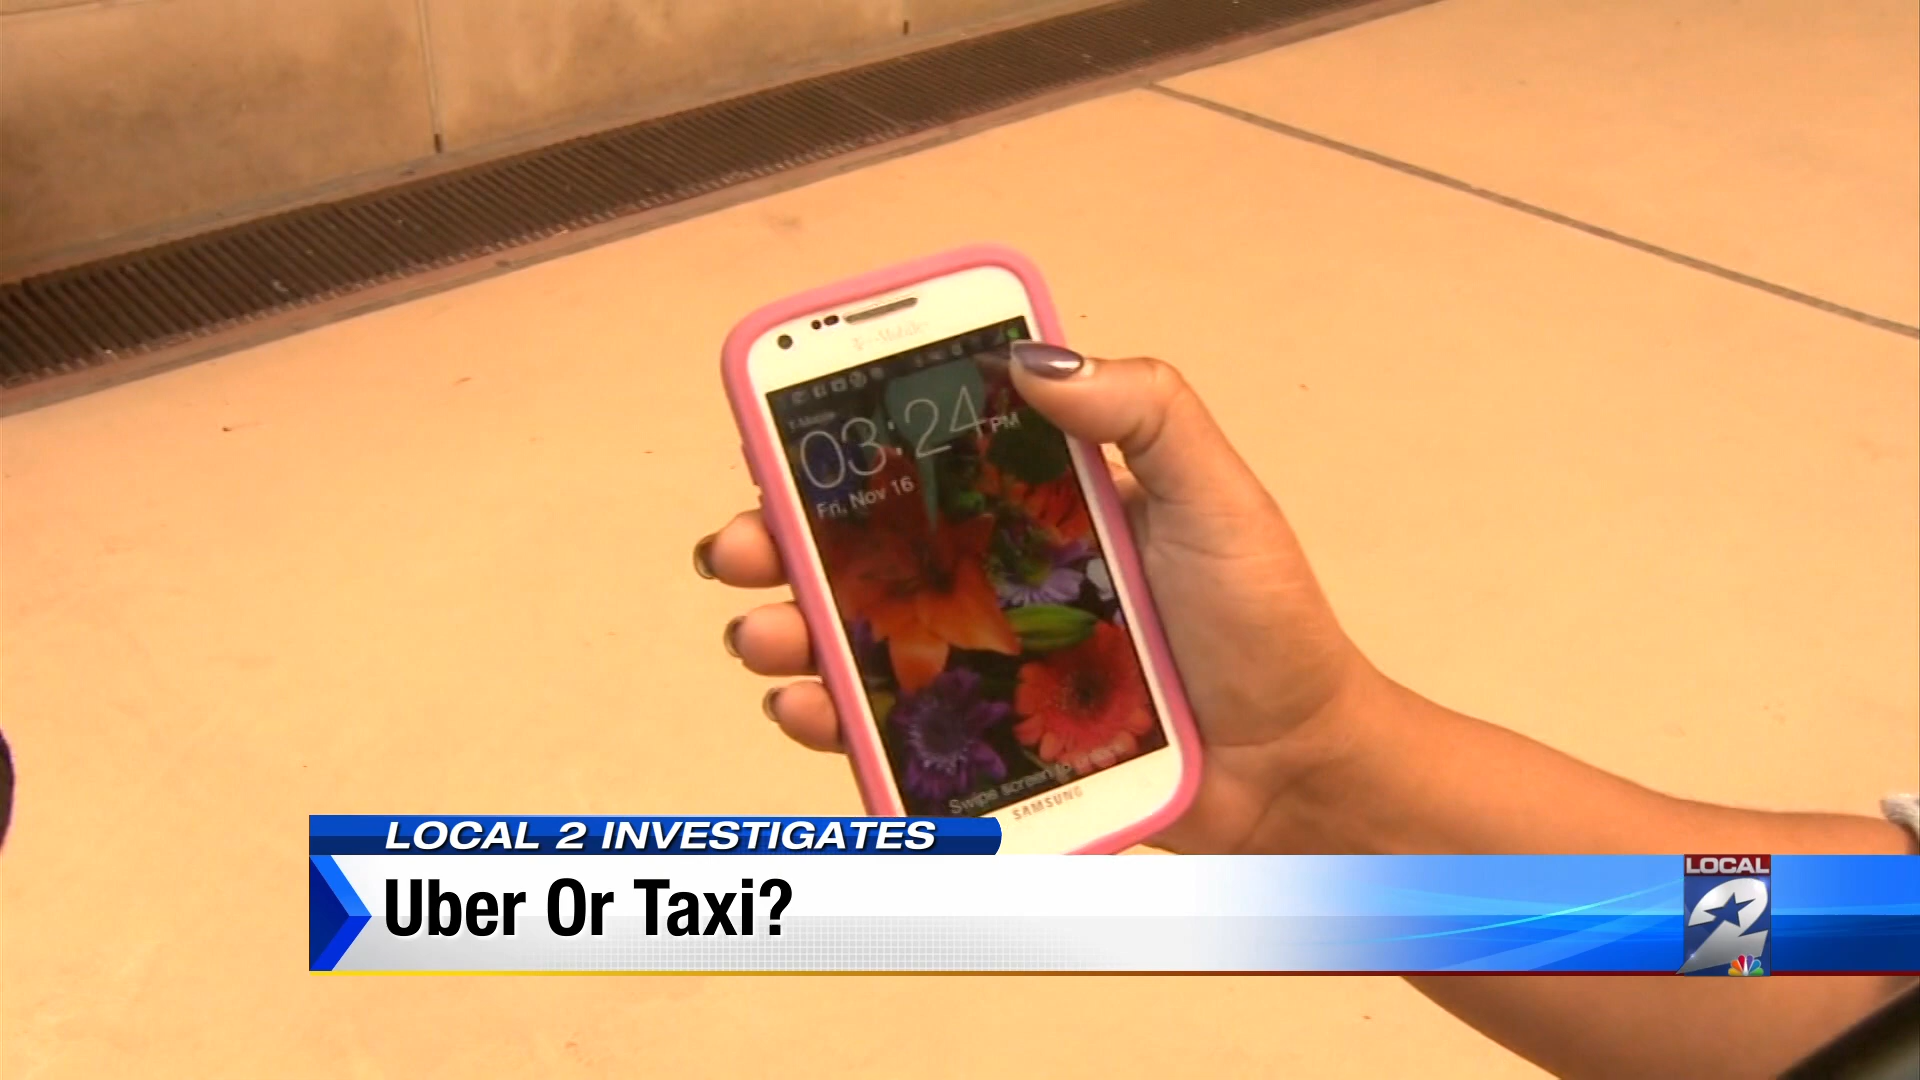 T-Mobile
T-Mobile
03:24 PM
Fri, Nov 16
Swipe screen to unlock
SAMSUNG
LOCAL 2 INVESTIGATES
Uber Or Taxi?
LOCAL
2